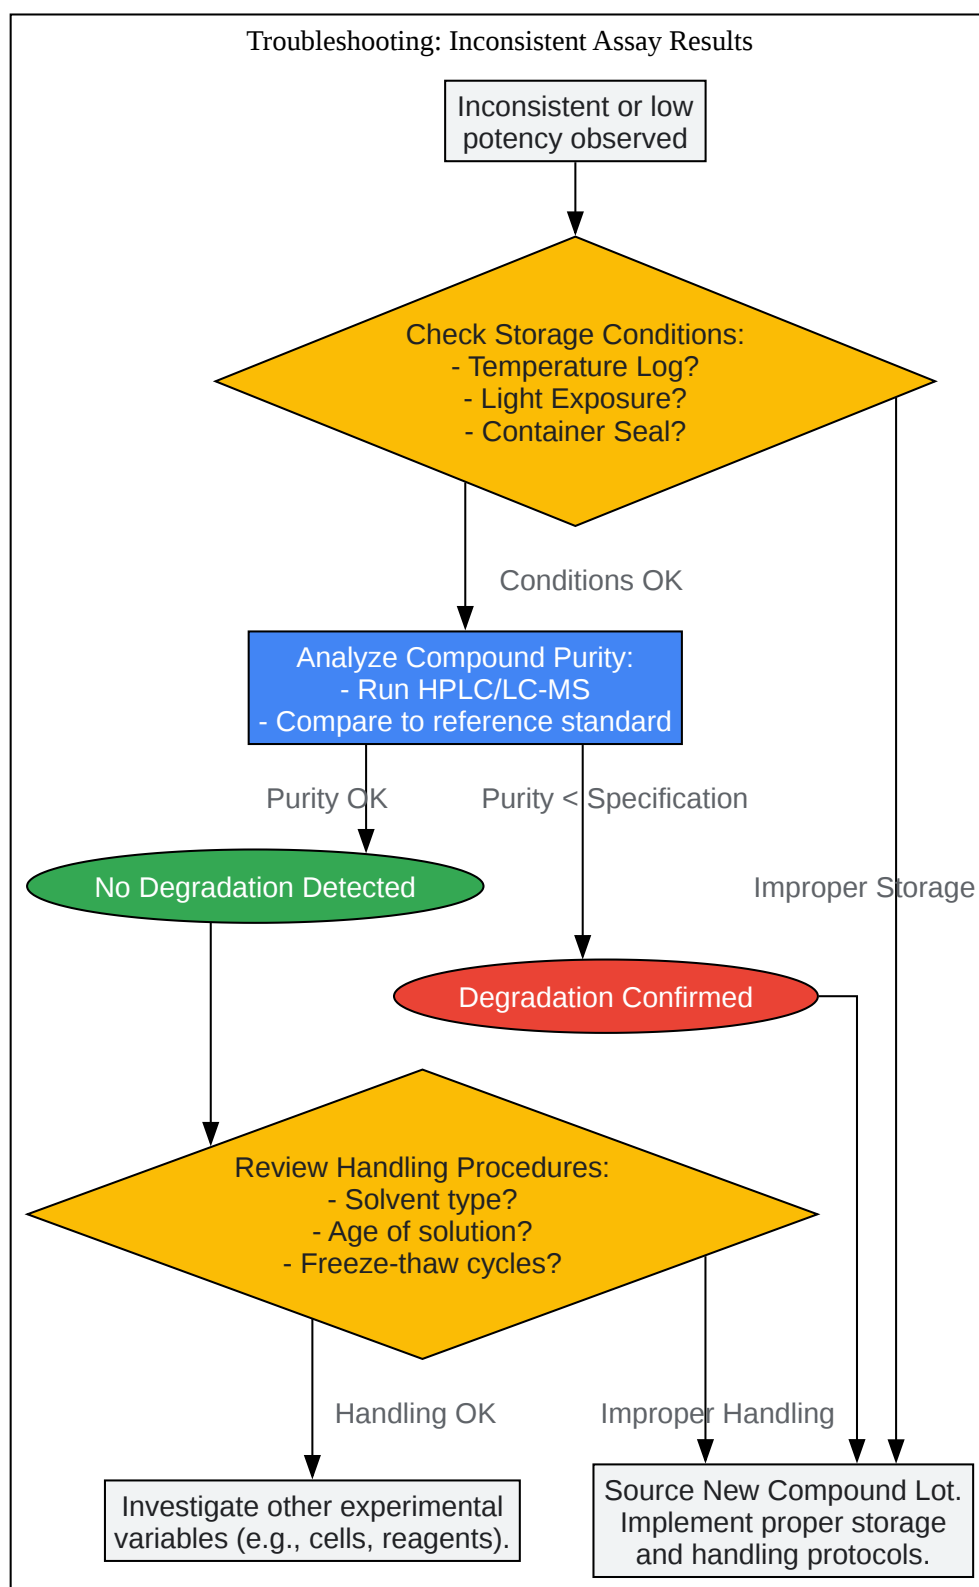 Troubleshooting: Inconsistent Assay Results
Inconsistent or low
potency observed
Check Storage Conditions:
- Temperature Log?
- Light Exposure?
- Container Seal?
Conditions OK
Analyze Compound Purity:
- Run HPLC/LC-MS
- Compare to reference standard
Purity OK
Purity < Specification
No Degradation Detected
Improper Storage
Degradation Confirmed
Review Handling Procedures:
- Solvent type?
- Age of solution?
- Freeze-thaw cycles?
Handling OK
Improper Handling
Investigate other experimental
variables (e.g., cells, reagents).
Source New Compound Lot.
Implement proper storage
and handling protocols.